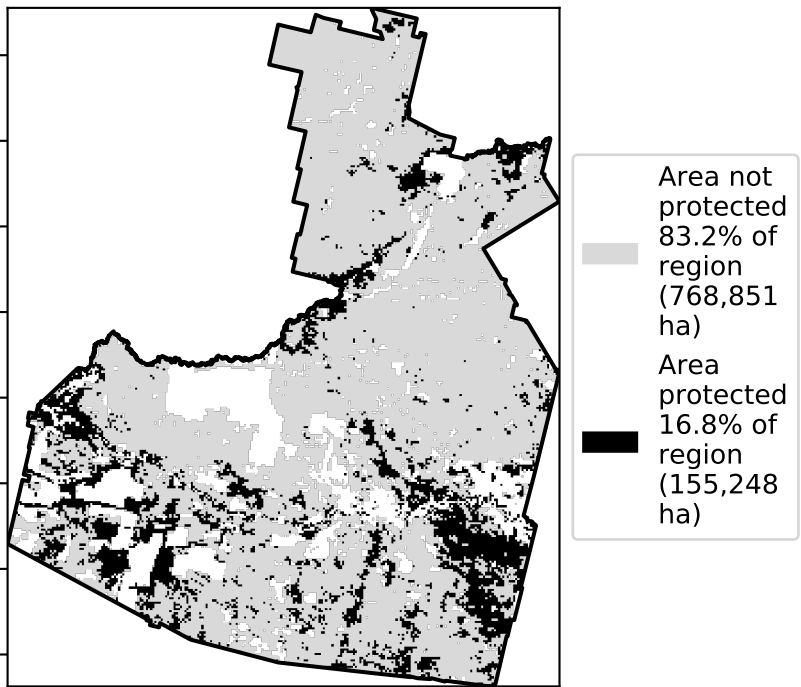 Area not
protected
83.2% of
region
(768,851
ha)
Area
protected
16.8% of
region
(155,248
ha)